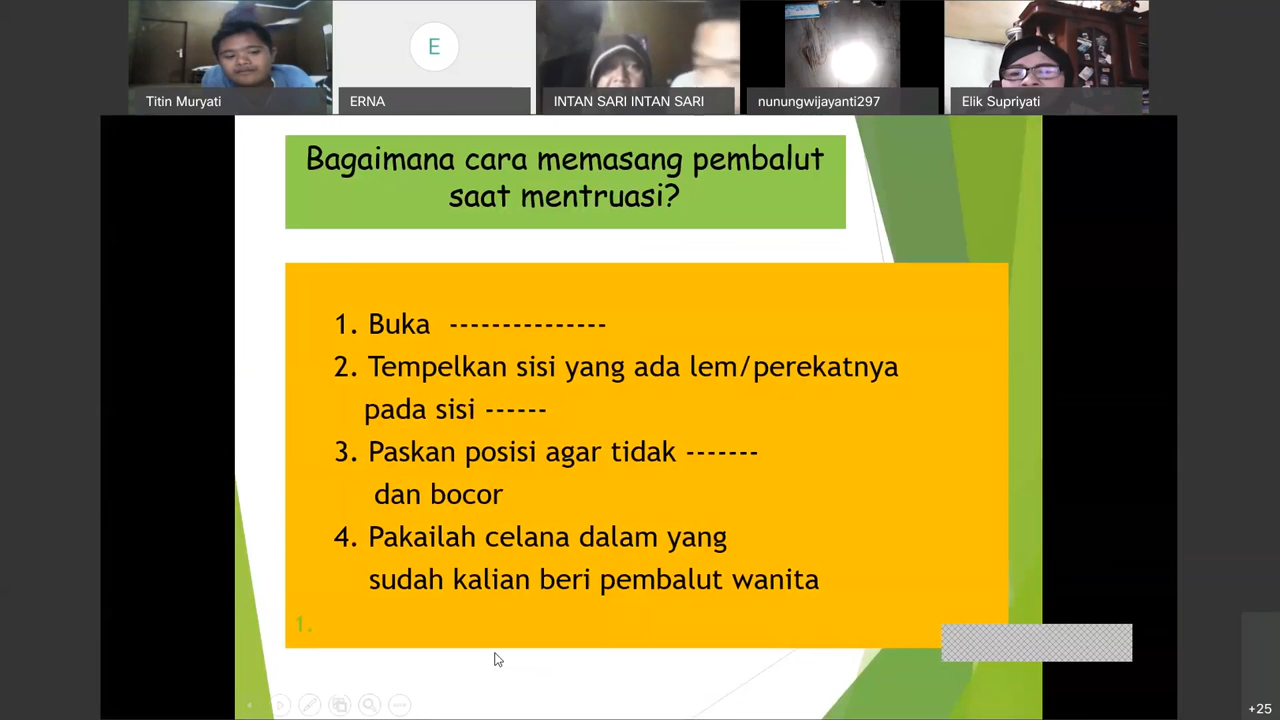 Titin Muryati
E
ERNA
INTAN SARI INTAN SARI
nunungwijayanti297
Elik Supriyati
Bagaimana cara memasang pembalut
saat mentruasi?
1. Buka ---------------
2. Tempelkan sisi yang ada lem/perekatnya
pada sisi ------
3. Paskan posisi agar tidak -------
dan bocor
4. Pakailah celana dalam yang
sudah kalian beri pembalut wanita
1.
+25